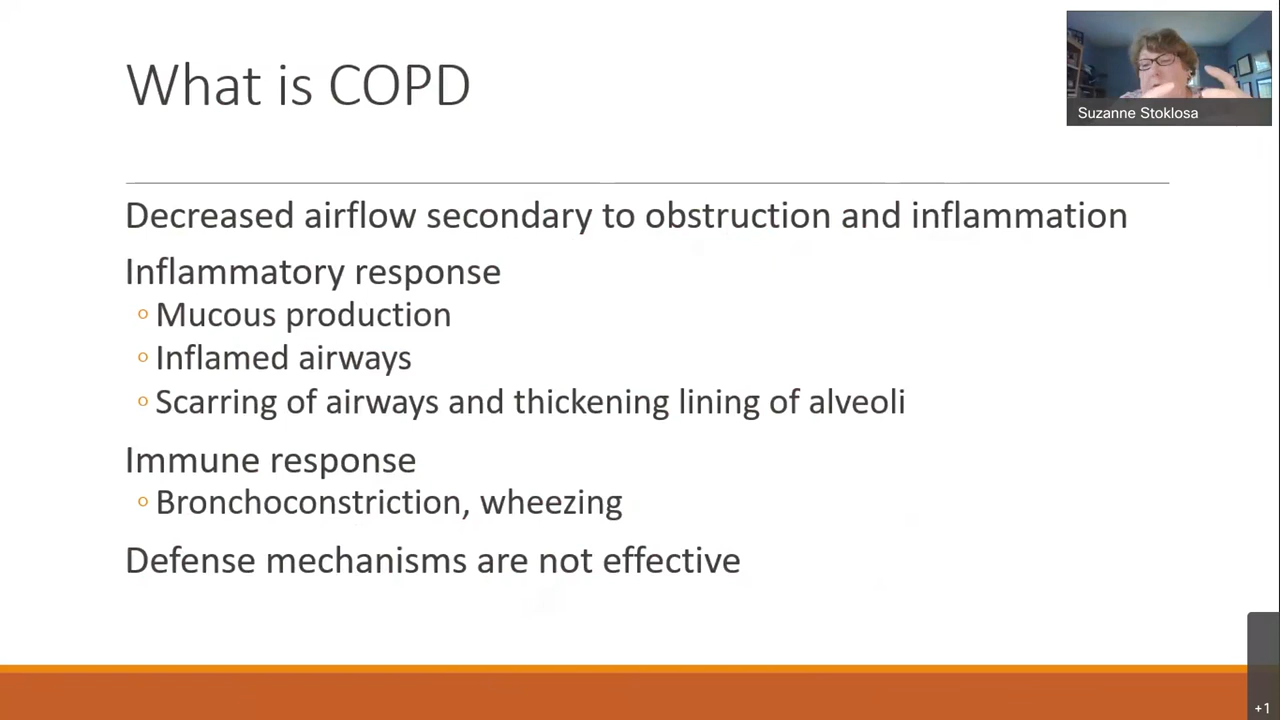 What is COPD
Suzanne Stoklosa
Decreased airflow secondary to obstruction and inflammation
Inflammatory response
◦ Mucous production
◦ Inflamed airways
◦ Scarring of airways and thickening lining of alveoli
Immune response
◦ Bronchoconstriction, wheezing
Defense mechanisms are not effective
+1